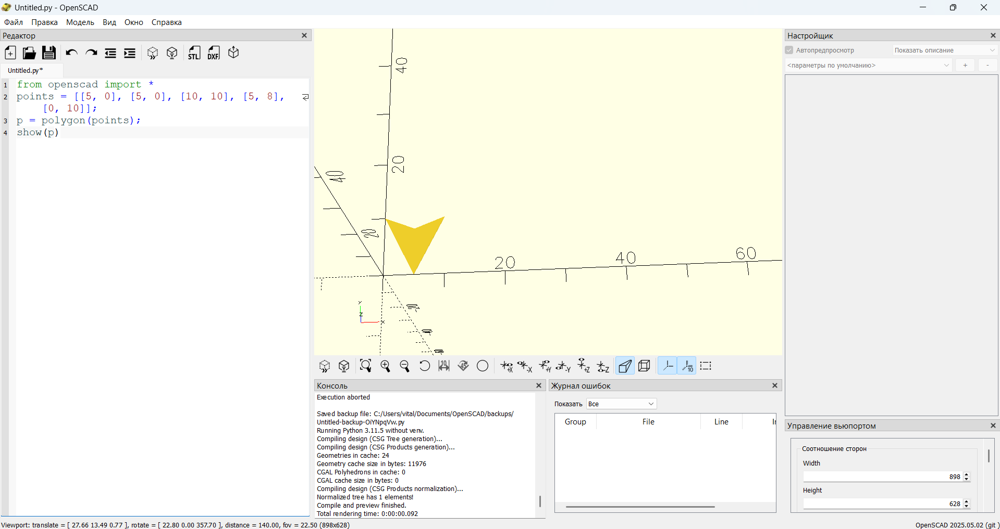 Untitled.py - OpenSCAD
Файл Правка Модель Вид Окно Справка
Редактор
STL DXF
Untitled.py*
1 from openscad import *
2 points = [[5, 0], [5, 0], [10, 10], [5, 8],
[0, 10]];
3 p = polygon(points);
4 show(p)
40
20
40
20
20
40
60
Y
Z
X
10
45
+X
-X
+Y
-Y
+Z
-Z
10
Консоль
Execution aborted
Saved backup file: C:/Users/vital/Documents/OpenSCAD/backups/
Untitled-backup-OiYNpqVw.py
Running Python 3.11.5 without venv.
Compiling design (CSG Tree generation)...
Compiling design (CSG Products generation)...
Geometries in cache: 24
Geometry cache size in bytes: 11976
CGAL Polyhedrons in cache: 0
CGAL cache size in bytes: 0
Compiling design (CSG Products normalization)...
Normalized tree has 1 elements!
Compile and preview finished.
Total rendering time: 0:00:00.092
Журнал ошибок
Показать Все
Group File Line
Настройщик
Автопредпросмотр Показать описание
<параметры по умолчанию> + -
Управление вьюпортом
Соотношение сторон
Width
898
Height
628
Viewport: translate = [ 27.66 13.49 0.77 ], rotate = [ 22.80 0.00 357.70 ], distance = 140.00, fov = 22.50 (898x628)
OpenSCAD 2025.05.02 (git )